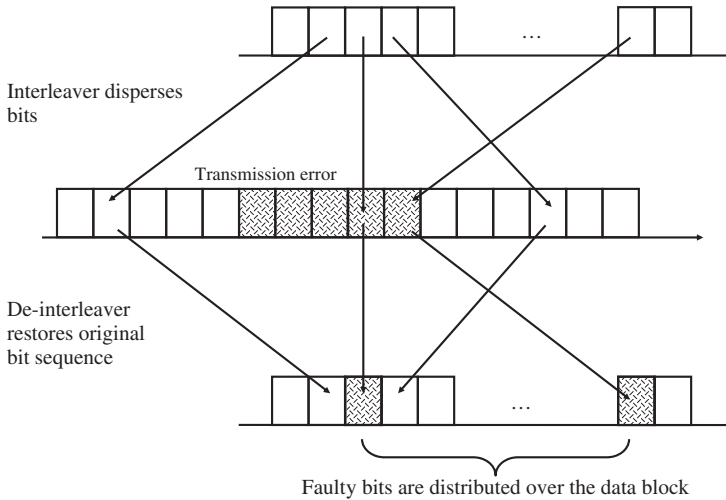 …
Interleaver disperses
bits
Transmission error
De-interleaver
restores original
bit sequence
…
Faulty bits are distributed over the data block